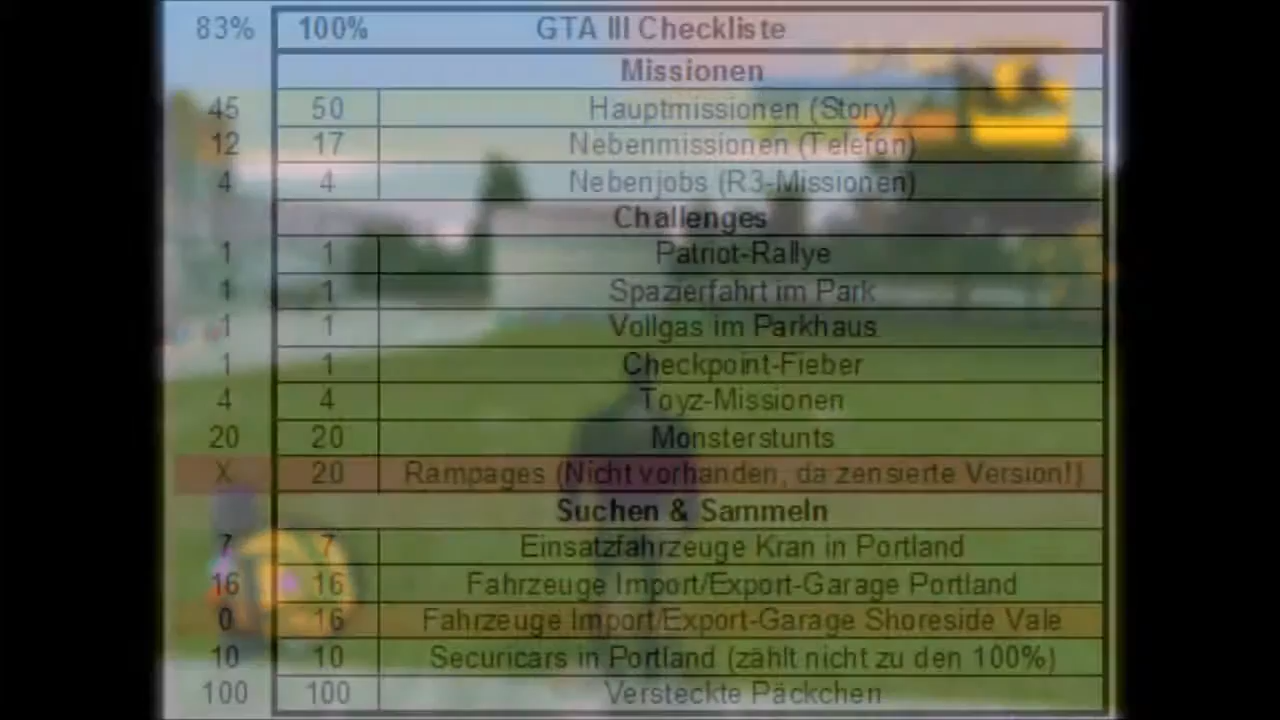 83% 100% GTA III Checkliste
Missionen
45 50 Hauptmissionen (Story)
12 17 Nebenmissionen (Telefon)
4 4 Nebenjobs (R3-Missionen)
Challenges
1 1 Patriot-Rallye
1 1 Spazierfahrt im Park
1 1 Vollgas im Parkhaus
1 1 Checkpoint-Fieber
4 4 Toyz-Missionen
20 20 Monsterstunts
X 20 Rampages (Nicht vorhanden, da zensierte Version!)
Suchen & Sammeln
7 7 Einsatzfahrzeuge Kran in Portland
16 16 Fahrzeuge Import/Export-Garage Portland
0 16 Fahrzeuge Import/Export-Garage Shoreside Vale
10 10 Securicars in Portland (zählt nicht zu den 100%)
100 100 Versteckte Päckchen